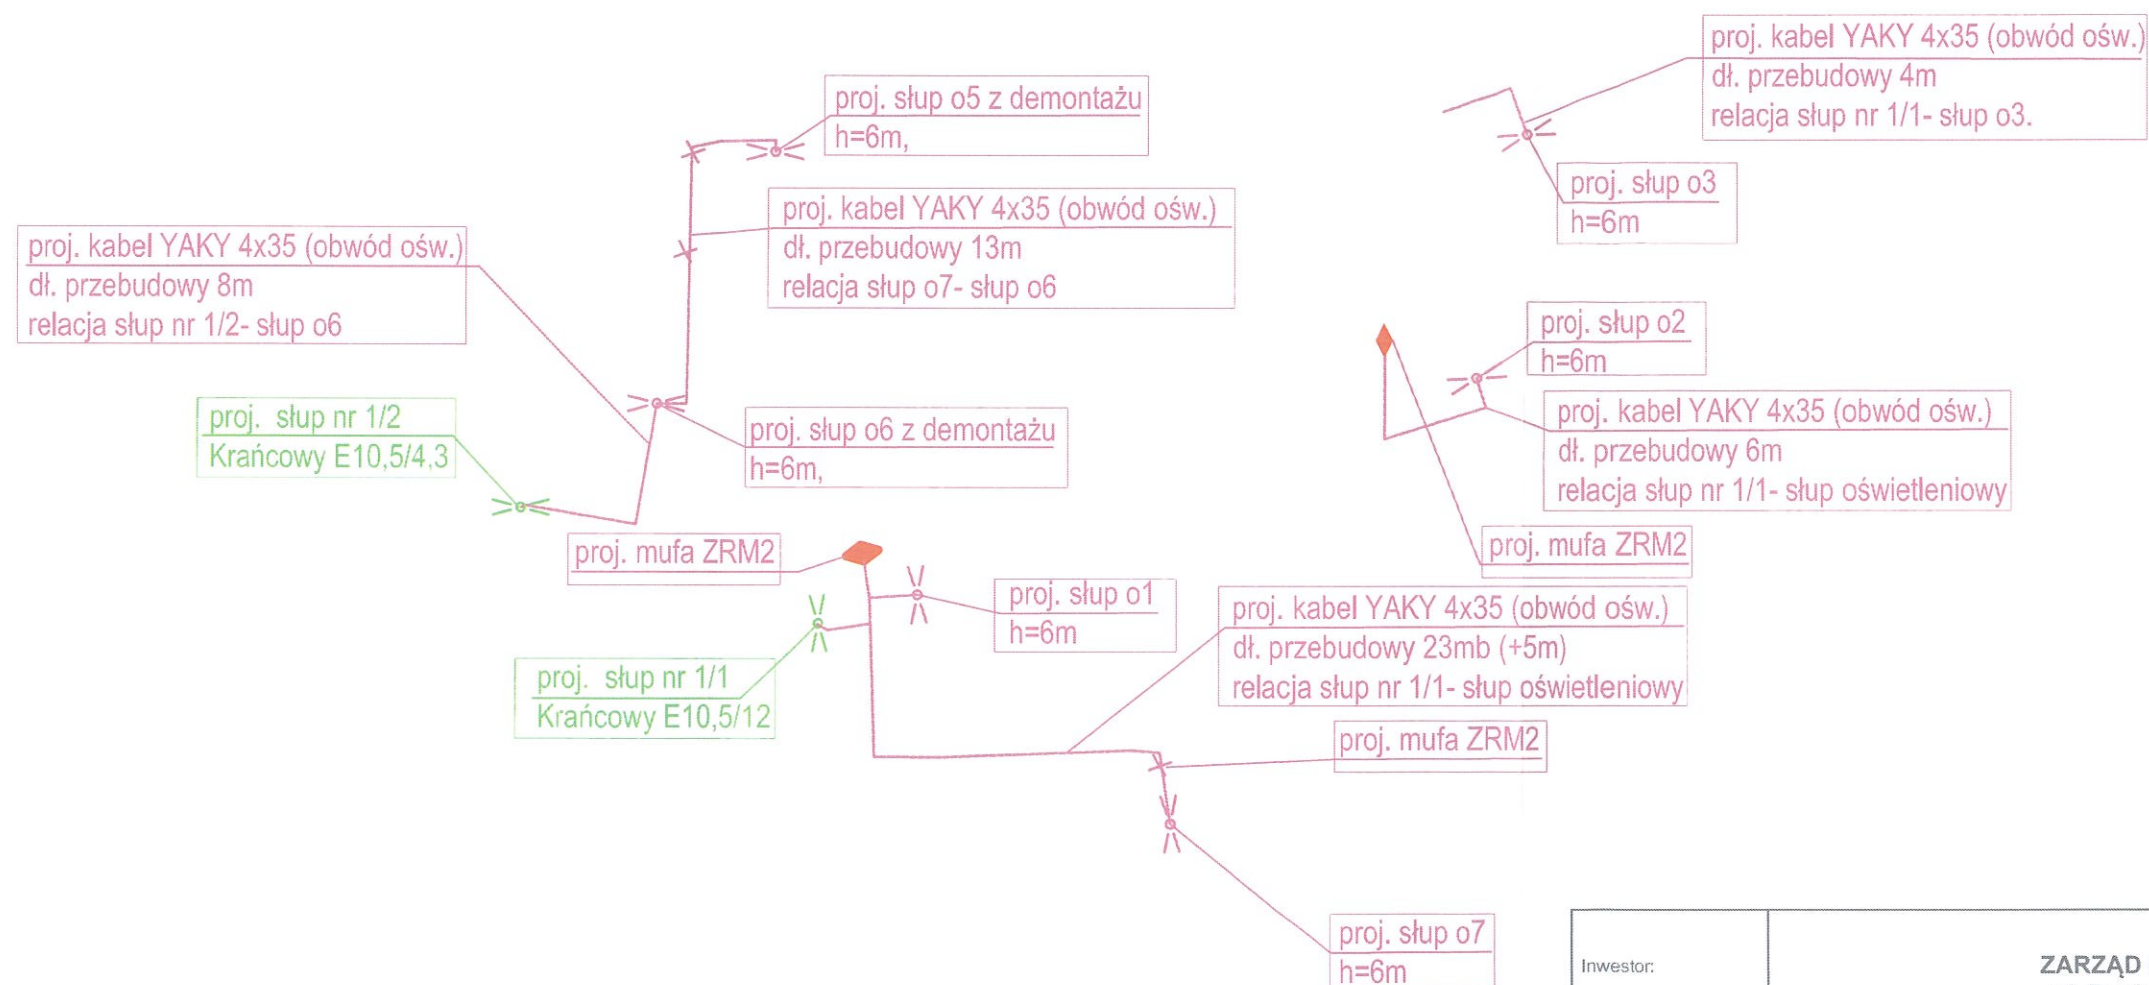 proj. kabel YAKY 4x35 (obwód ośw.)
dł. przebudowy 4m
relacja słup nr 1/1- słup o3.
proj. słup o5 z demontażu
h=6m,
proj. słup o3
h=6m
proj. kabel YAKY 4x35 (obwód ośw.)
dł. przebudowy 13m
relacja słup o7- słup o6
proj. kabel YAKY 4x35 (obwód ośw.)
dł. przebudowy 8m
relacja słup nr 1/2- słup o6
proj. słup o2
h=6m
proj. słup nr 1/2
Krańcowy E10,5/4,3
proj. słup o6 z demontażu
h=6m,
proj. kabel YAKY 4x35 (obwód ośw.)
dł. przebudowy 6m
relacja słup nr 1/1- słup oświetleniowy
proj. mufa ZRM2
proj. mufa ZRM2
proj. słup o1
h=6m
proj. kabel YAKY 4x35 (obwód ośw.)
dł. przebudowy 23mb (+5m)
relacja słup nr 1/1- słup oświetleniowy
proj. słup nr 1/1
Krańcowy E10,5/12
proj. mufa ZRM2
proj. słup o7
h=6m
Inwestor:
ZARZĄD